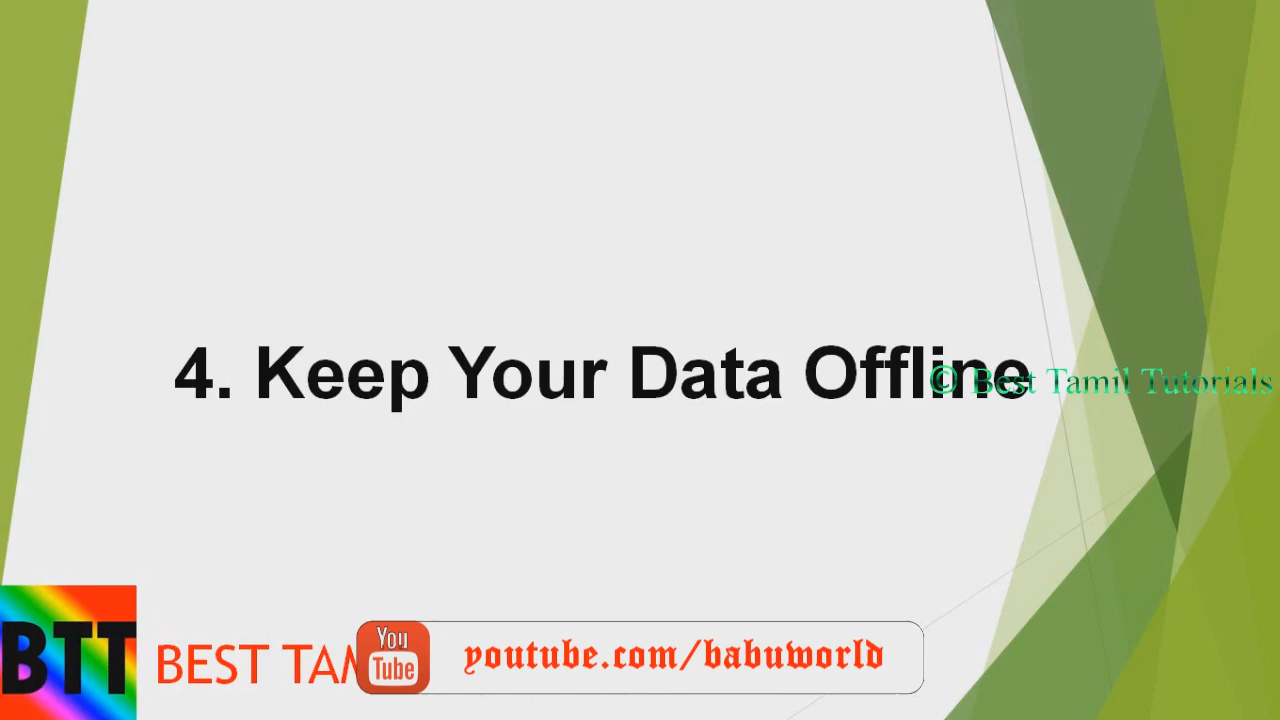 4. Keep Your Data Offline
© Best Tamil Tutorials
BTT
BEST TAM
You
Tube
youtube.com/babuworld